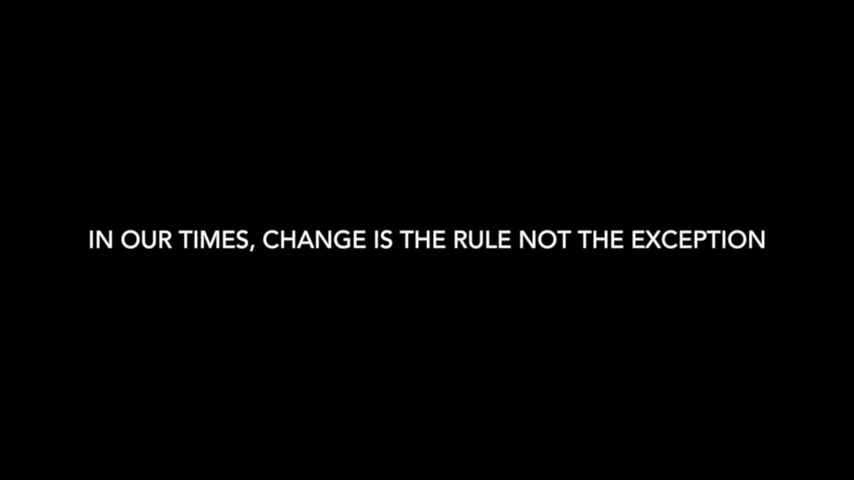 IN OUR TIMES, CHANGE IS THE RULE NOT THE EXCEPTION